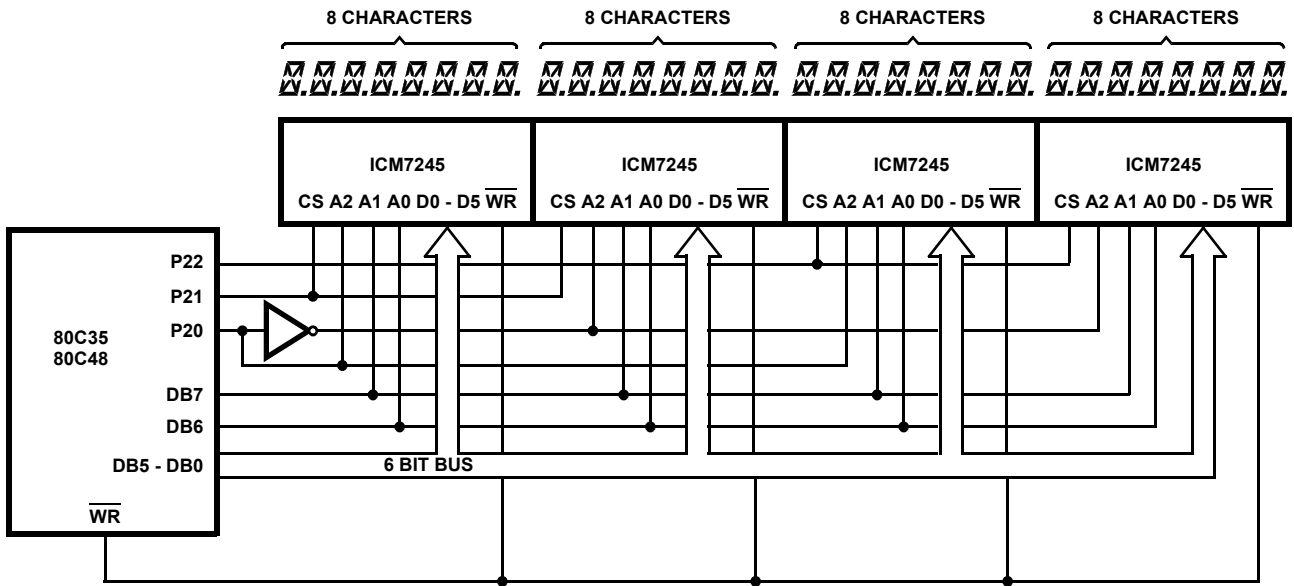 8 CHARACTERS 8 CHARACTERS 8 CHARACTERS 8 CHARACTERS
ICM7245 ICM7245 ICM7245 ICM7245
CS A2 A1 A0 D0 - D5 WR CS A2 A1 A0 D0 - D5 WR CS A2 A1 A0 D0 - D5 WR CS A2 A1 A0 D0 - D5 WR
P22
P21
P20
80C35
80C48
DB7
DB6
DB5 - DB0
6 BIT BUS
WR